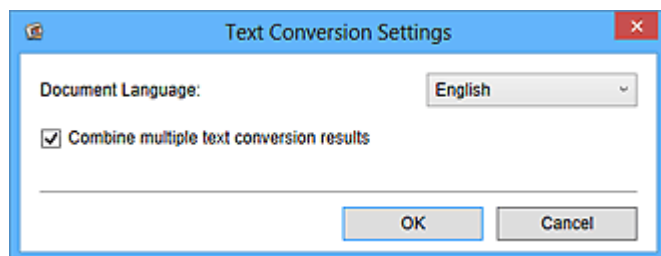 Text Conversion Settings
Document Language: English
Combine multiple text conversion results
OK Cancel